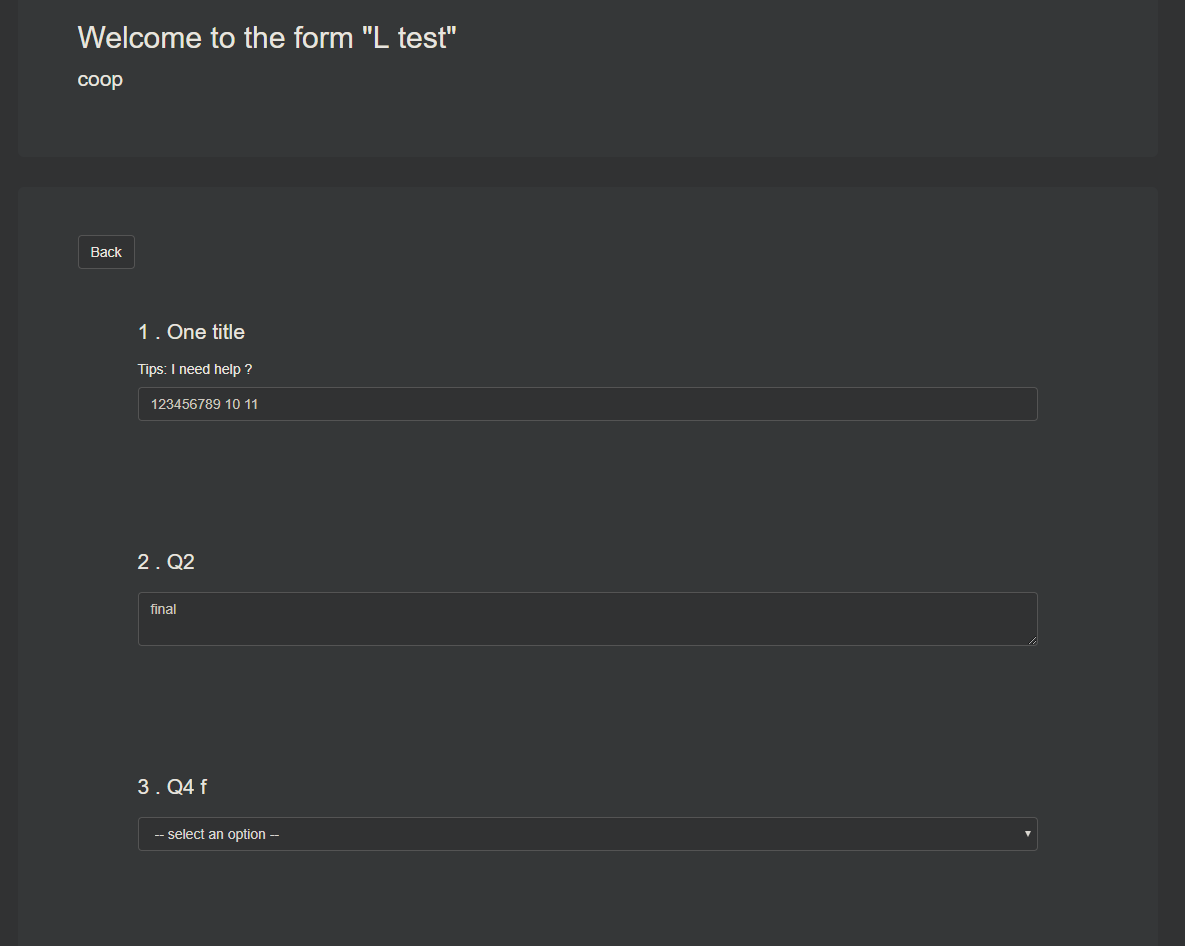 Welcome to the form "L test"
coop
Back
1 . One title
Tips: I need help ?
123456789 10 11
2 . Q2
final
3 . Q4 f
-- select an option --